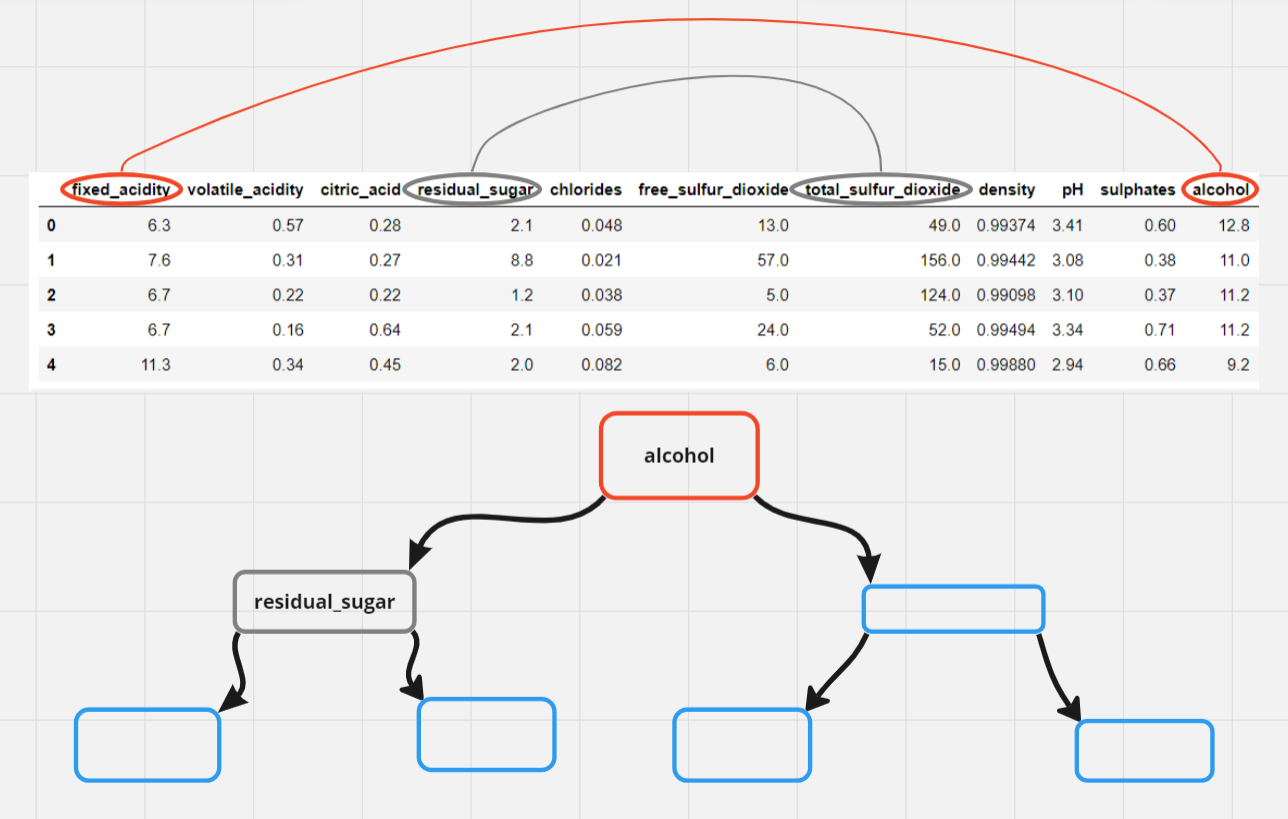 fixed_acidity volatile_acidity citric_acid residual_sugar chlorides free_sulfur_dioxide total_sulfur_dioxide density pH sulphates alcohol
0 6.3 0.57 0.28 2.1 0.048 13.0 49.0 0.99374 3.41 0.60 12.8
1 7.6 0.31 0.27 8.8 0.021 57.0 156.0 0.99442 3.08 0.38 11.0
2 6.7 0.22 0.22 1.2 0.038 5.0 124.0 0.99098 3.10 0.37 11.2
3 6.7 0.16 0.64 2.1 0.059 24.0 52.0 0.99494 3.34 0.71 11.2
4 11.3 0.34 0.45 2.0 0.082 6.0 15.0 0.99880 2.94 0.66 9.2
alcohol
residual_sugar